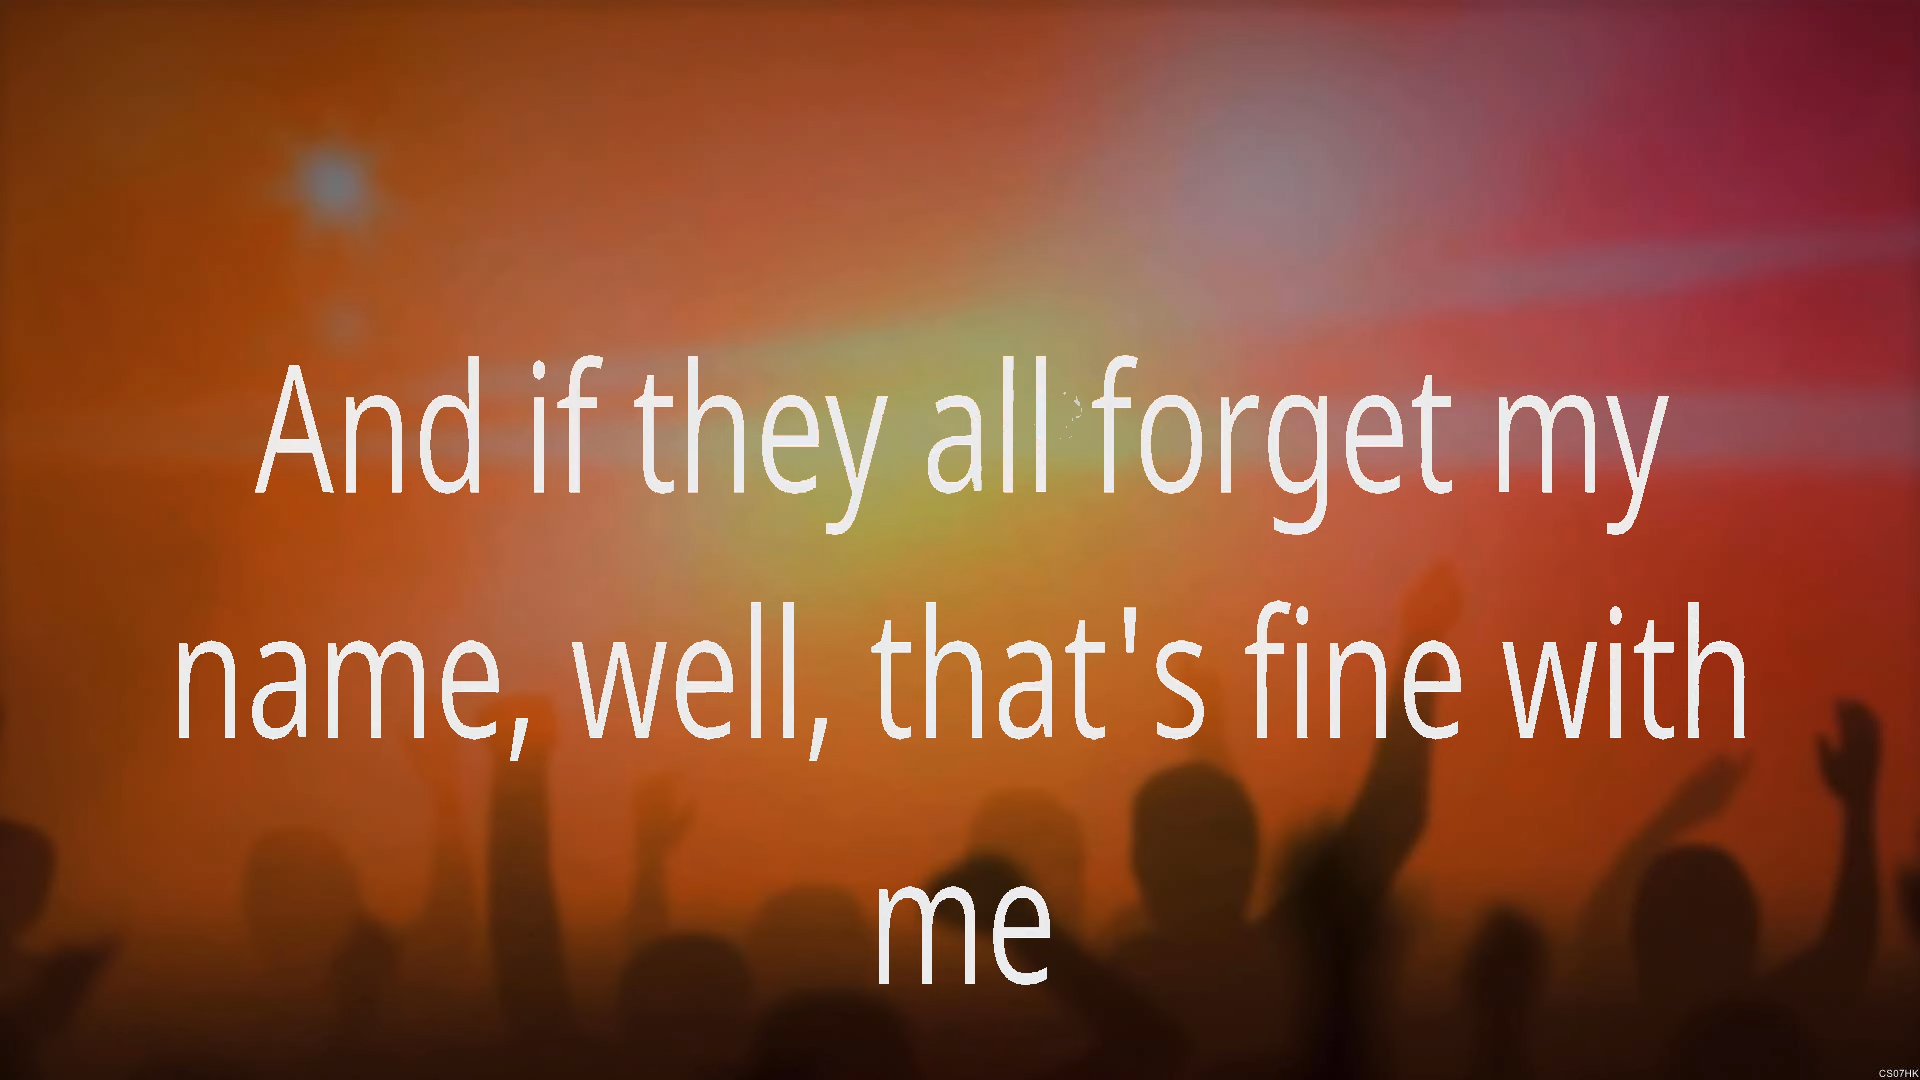 And if they all forget my
name, well, that's fine with
me
CS07HK